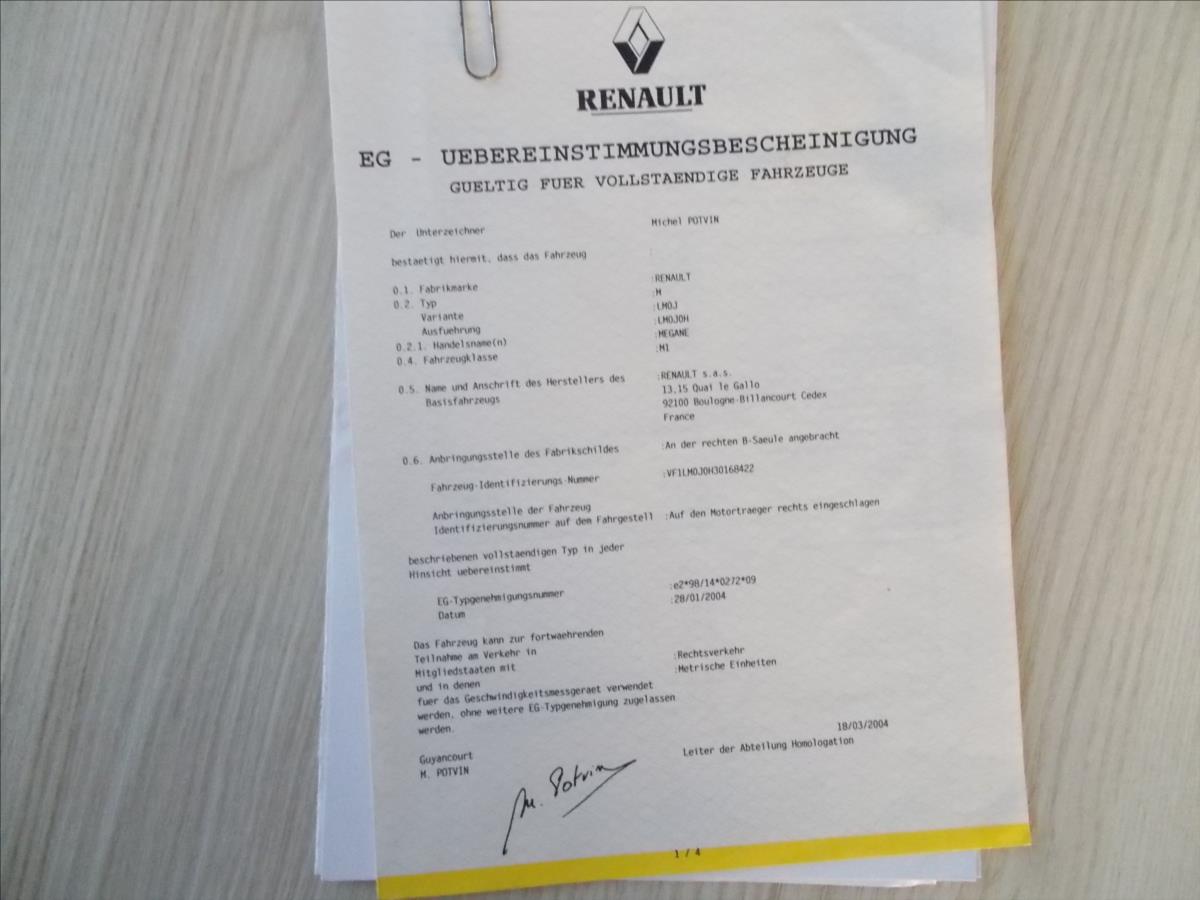 RENAULT
EG - UEBEREINSTIMMUNGSBESCHEINIGUNG
GUELTIG FUER VOLLSTAENDIGE FAHRZEUGE
Der Unterzeichner Michel POTVIN
bestaetigt hiermit, dass das Fahrzeug :
0.1. Fabrikmarke :RENAULT
0.2. Typ :M
Variante :LM0J
Ausfuehrung :LM0J0H
0.2.1. Handelsname(n) :MEGANE
0.4. Fahrzeugklasse :M1
0.5. Name und Anschrift des Herstellers des :RENAULT s.a.s.
Basisfahrzeugs 13,15 Quai le Gallo
92100 Boulogne-Billancourt Cedex
France
0.6. Anbringungsstelle des Fabrikschildes :An der rechten B-Saeule angebracht
Fahrzeug-Identifizierungs-Nummer :VF1LM0J0H30168422
Anbringungsstelle der Fahrzeug
Identifizierungsnummer auf dem Fahrgestell :Auf den Motortraeger rechts eingeschlagen
beschriebenen vollstaendigen Typ in jeder
Hinsicht uebereinstimmt
EG-Typgenehmigungsnummer :e2*98/14*0272*09
Datum :28/01/2004
Das Fahrzeug kann zur fortwaehrenden
Teilnahme am Verkehr in
Mitgliedstaaten mit :Rechtsverkehr
und in denen :Metrische Einheiten
fuer das Geschwindigkeitsmessgeraet verwendet
werden, ohne weitere EG-Typgenehmigung zugelassen
werden.
18/03/2004
Guyancourt Leiter der Abteilung Homologation
M. POTVIN
M. Potvin
1 / 4